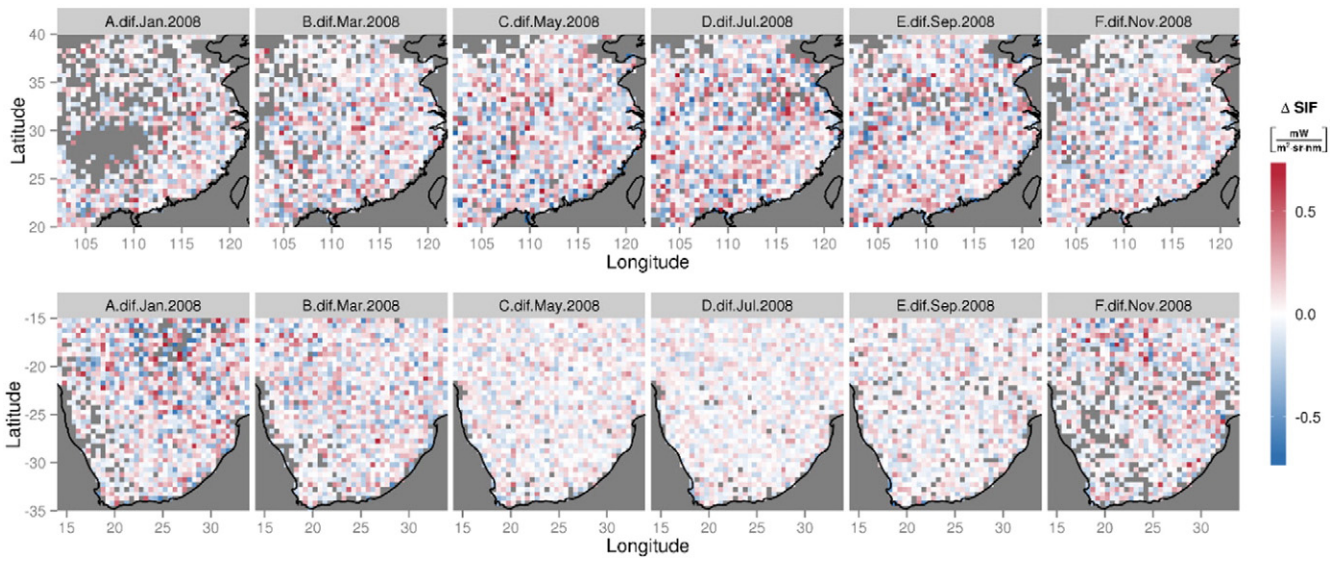 A.dif.Jan.2008 B.dif.Mar.2008 C.dif.May.2008 D.dif.Jul.2008 E.dif.Sep.2008 F.dif.Nov.2008
40
35
30
25
20
Latitude
105 110 115 120 105 110 115 120 105 110 115 120 105 110 115 120 105 110 115 120 105 110 115 120
Longitude
A.dif.Jan.2008 B.dif.Mar.2008 C.dif.May.2008 D.dif.Jul.2008 E.dif.Sep.2008 F.dif.Nov.2008
-15
-20
-25
-30
-35
Latitude
15 20 25 30 15 20 25 30 15 20 25 30 15 20 25 30 15 20 25 30 15 20 25 30
Longitude
Δ SIF
[mW
m² sr nm]
0.5
0.0
-0.5